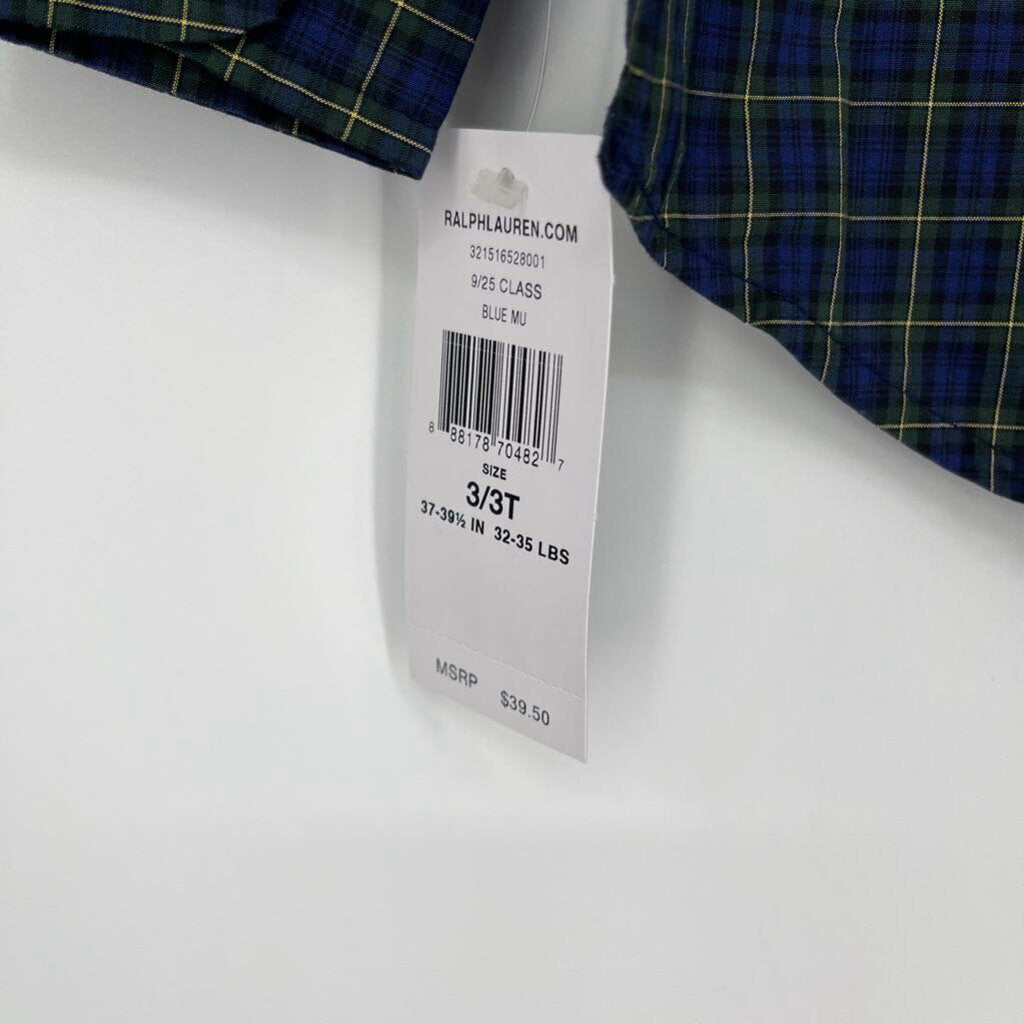 RALPHLAUREN.COM
321516528001
9/25 CLASS
BLUE MU
8 88178 70482 7
SIZE
3/3T
37-39½ IN 32-35 LBS
MSRP $39.50